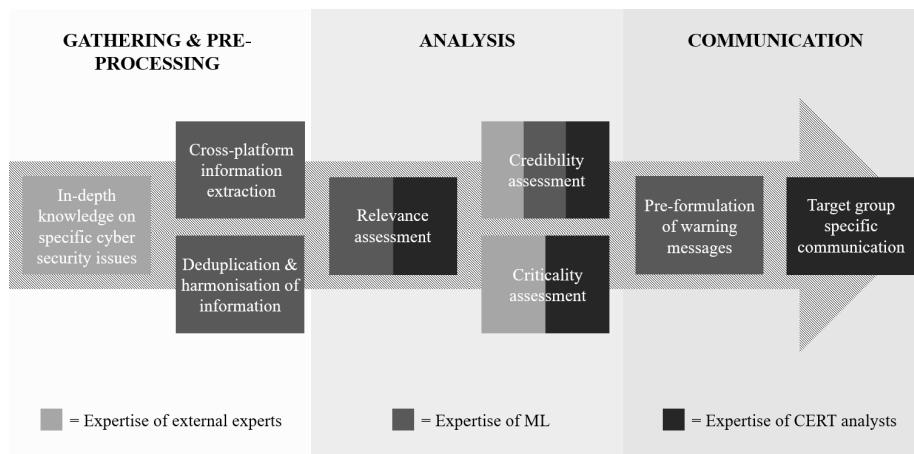 GATHERING & PRE-
PROCESSING
ANALYSIS
COMMUNICATION
In-depth
knowledge on
specific cyber
security issues
Cross-platform
information
extraction
Deduplication &
harmonisation of
information
Relevance
assessment
Credibility
assessment
Criticality
assessment
Pre-formulation
of warning
messages
Target group
specific
communication
= Expertise of external experts
= Expertise of ML
= Expertise of CERT analysts